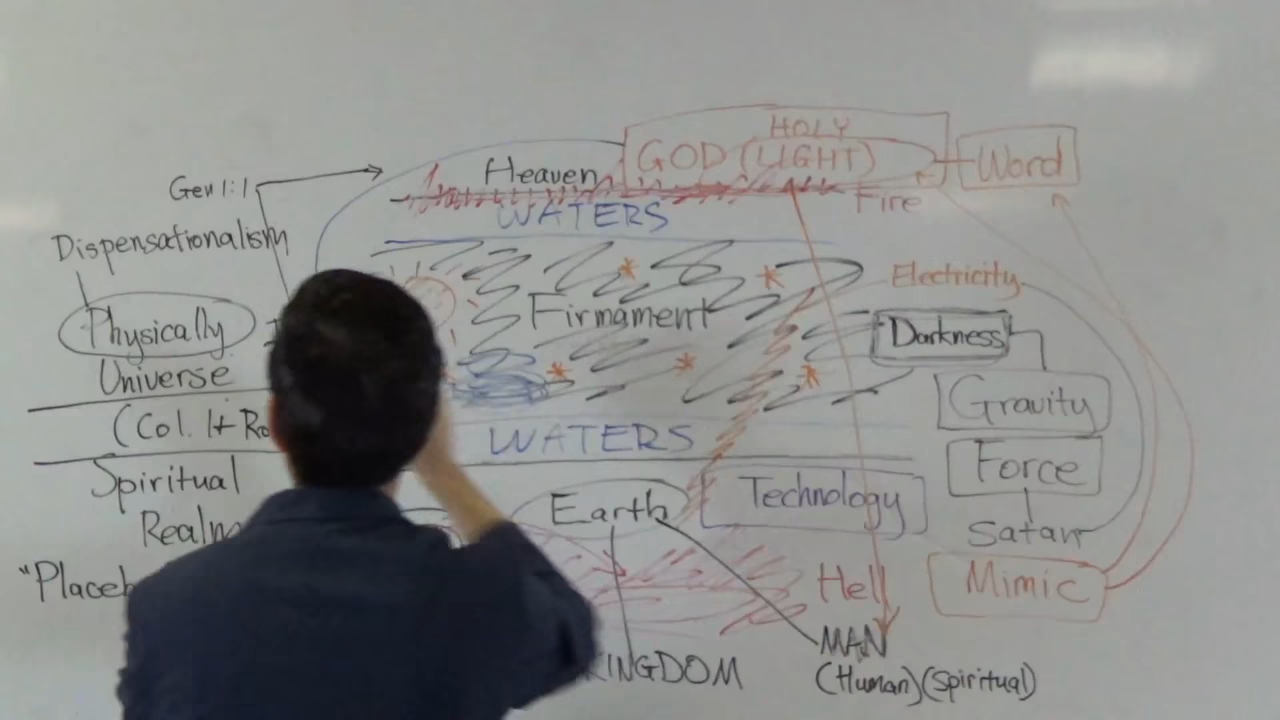 HOLY
Heaven GOD (LIGHT) Word
Gen 1:1
WATERS Fire
Dispensationalism
Electricity
Physically Firmament Darkness
Universe
Gravity
(Col. 1+
WATERS
Force
Spiritual
Earth Technology
Realm Satan
Hell Mimic
MAN
KINGDOM (Human)(Spiritual)